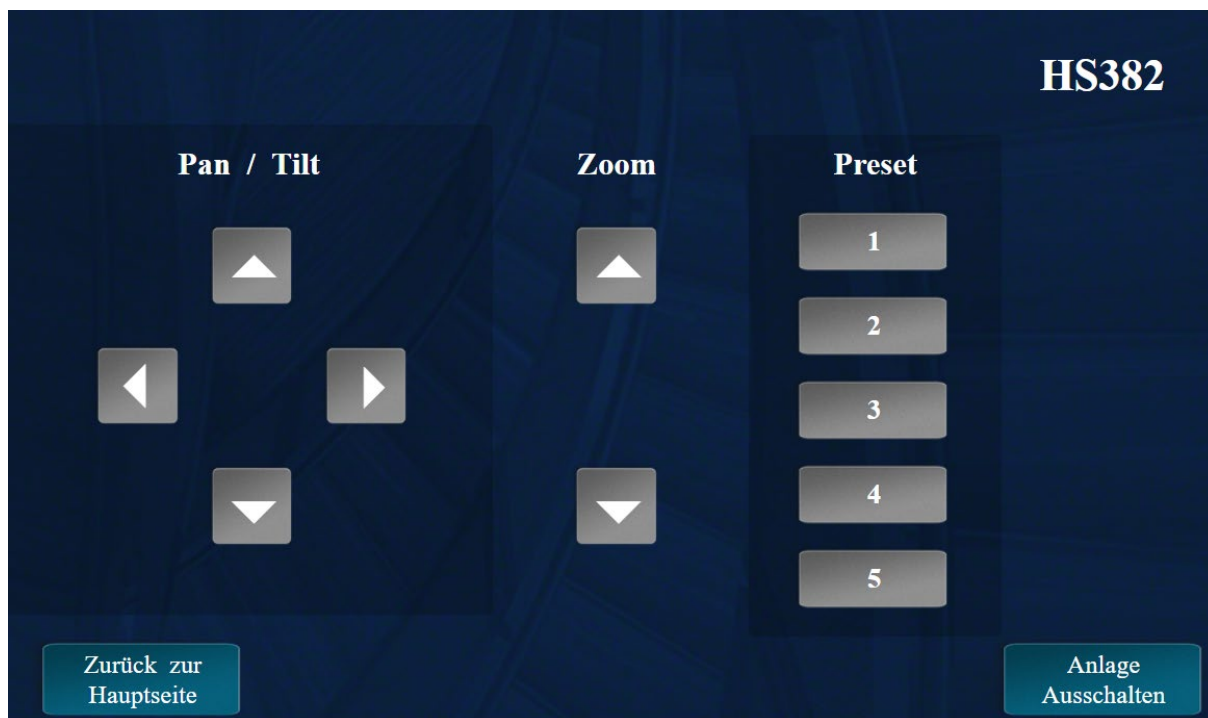 HS382
Pan / Tilt
Zoom
Preset
1
2
3
4
5
Zurück zur
Hauptseite
Anlage
Ausschalten